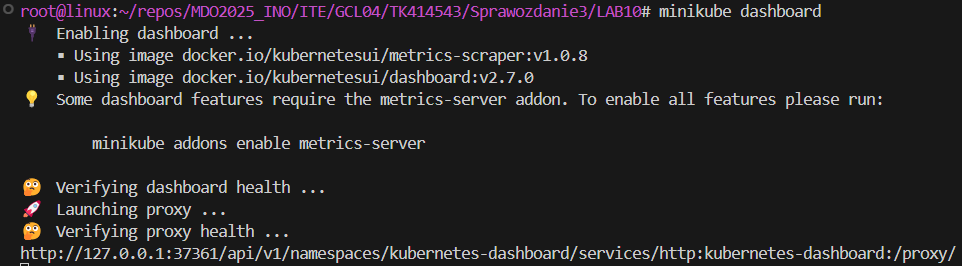 root@linux:~/repos/MDO2025_INO/ITE/GCL04/TK414543/Sprawozdanie3/LAB10# minikube dashboard
🔌 Enabling dashboard ...
▪ Using image docker.io/kubernetesui/metrics-scraper:v1.0.8
▪ Using image docker.io/kubernetesui/dashboard:v2.7.0
💡 Some dashboard features require the metrics-server addon. To enable all features please run:
minikube addons enable metrics-server
🤔 Verifying dashboard health ...
🚀 Launching proxy ...
🤔 Verifying proxy health ...
http://127.0.0.1:37361/api/v1/namespaces/kubernetes-dashboard/services/http:kubernetes-dashboard:/proxy/